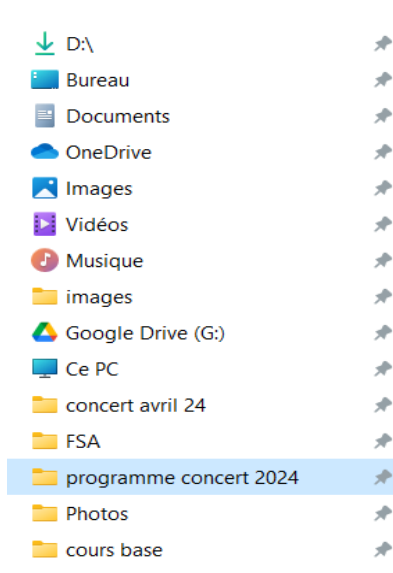 D:\
Bureau
Documents
OneDrive
Images
Vidéos
Musique
images
Google Drive (G:)
Ce PC
concert avril 24
FSA
programme concert 2024
Photos
cours base